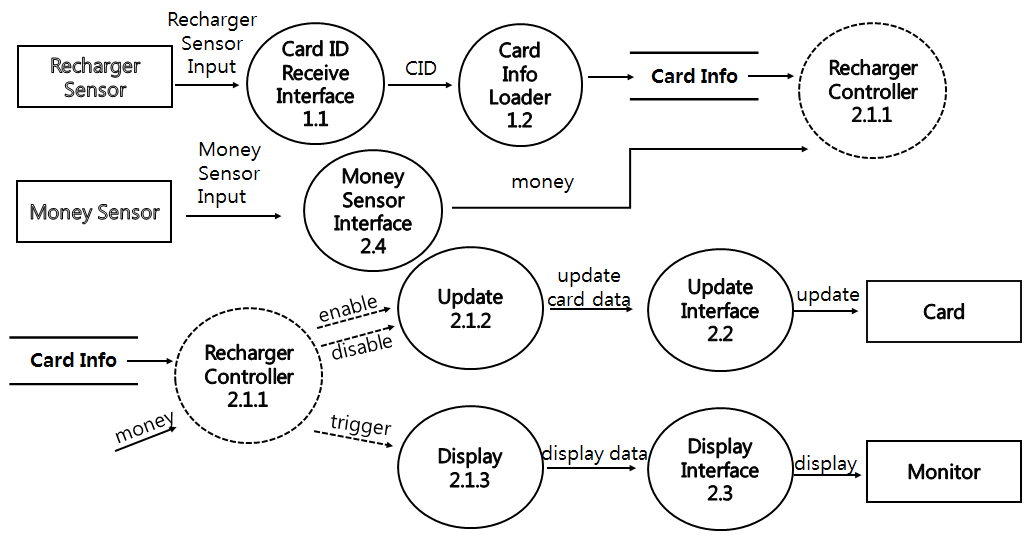 Recharger
Sensor
Input
Recharger
Sensor
Card ID
Receive
Interface
1.1
CID
Card
Info
Loader
1.2
Card Info
Recharger
Controller
2.1.1
Money
Sensor
Input
Money Sensor
Money
Sensor
Interface
2.4
money
Card Info
money
Recharger
Controller
2.1.1
enable
disable
trigger
Update
2.1.2
update
card data
Update
Interface
2.2
update
Card
Display
2.1.3
display data
Display
Interface
2.3
display
Monitor